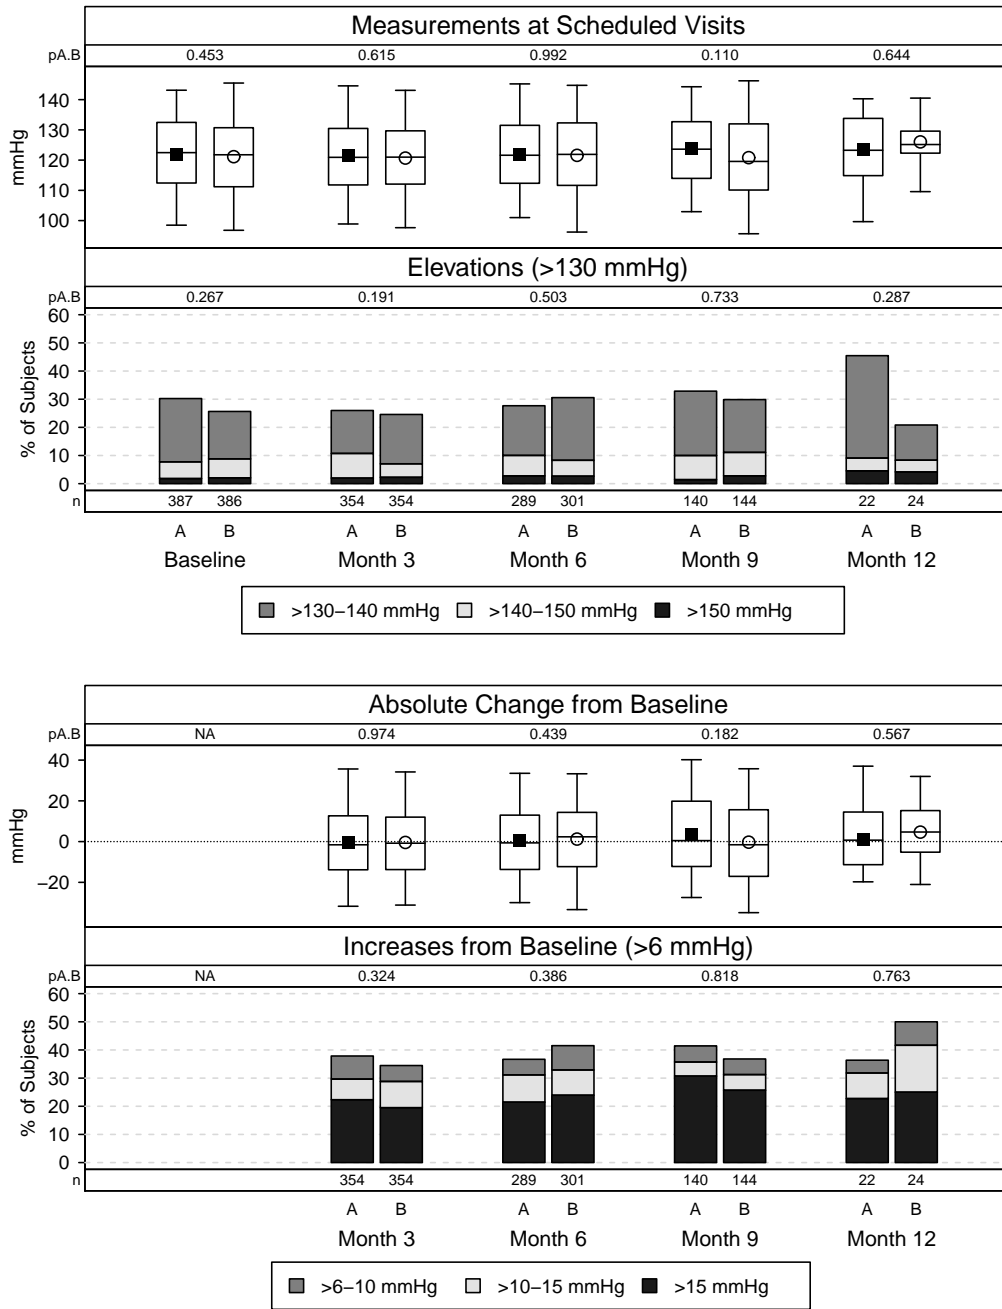 Measurements at Scheduled Visits
pA.B 0.453 0.615 0.992 0.110 0.644
mmHg
140
130
120
110
100
Elevations (>130 mmHg)
pA.B 0.267 0.191 0.503 0.733 0.287
% of Subjects
60
50
40
30
20
10
0
n 387 386 354 354 289 301 140 144 22 24
A B A B A B A B A B
Baseline Month 3 Month 6 Month 9 Month 12
>130–140 mmHg >140–150 mmHg >150 mmHg
Absolute Change from Baseline
pA.B NA 0.974 0.439 0.182 0.567
mmHg
40
20
0
−20
Increases from Baseline (>6 mmHg)
pA.B NA 0.324 0.386 0.818 0.763
% of Subjects
60
50
40
30
20
10
0
n 354 354 289 301 140 144 22 24
A B A B A B A B
Month 3 Month 6 Month 9 Month 12
>6–10 mmHg >10–15 mmHg >15 mmHg